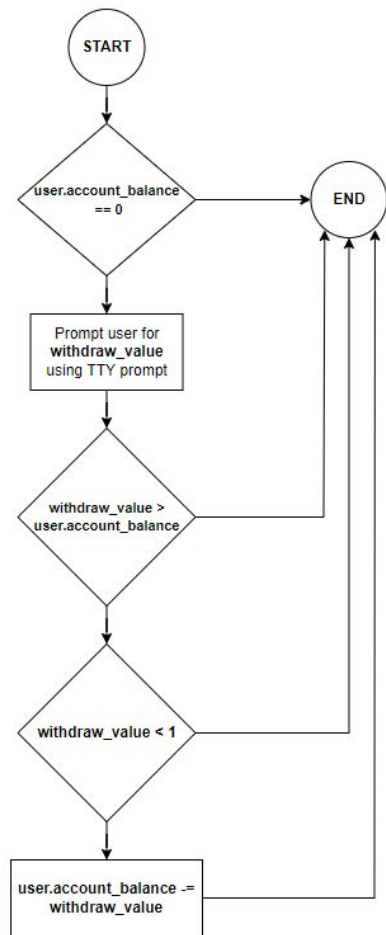 START
user.account_balance
== 0
END
Prompt user for
withdraw_value
using TTY prompt
withdraw_value >
user.account_balance
withdraw_value < 1
user.account_balance -=
withdraw_value